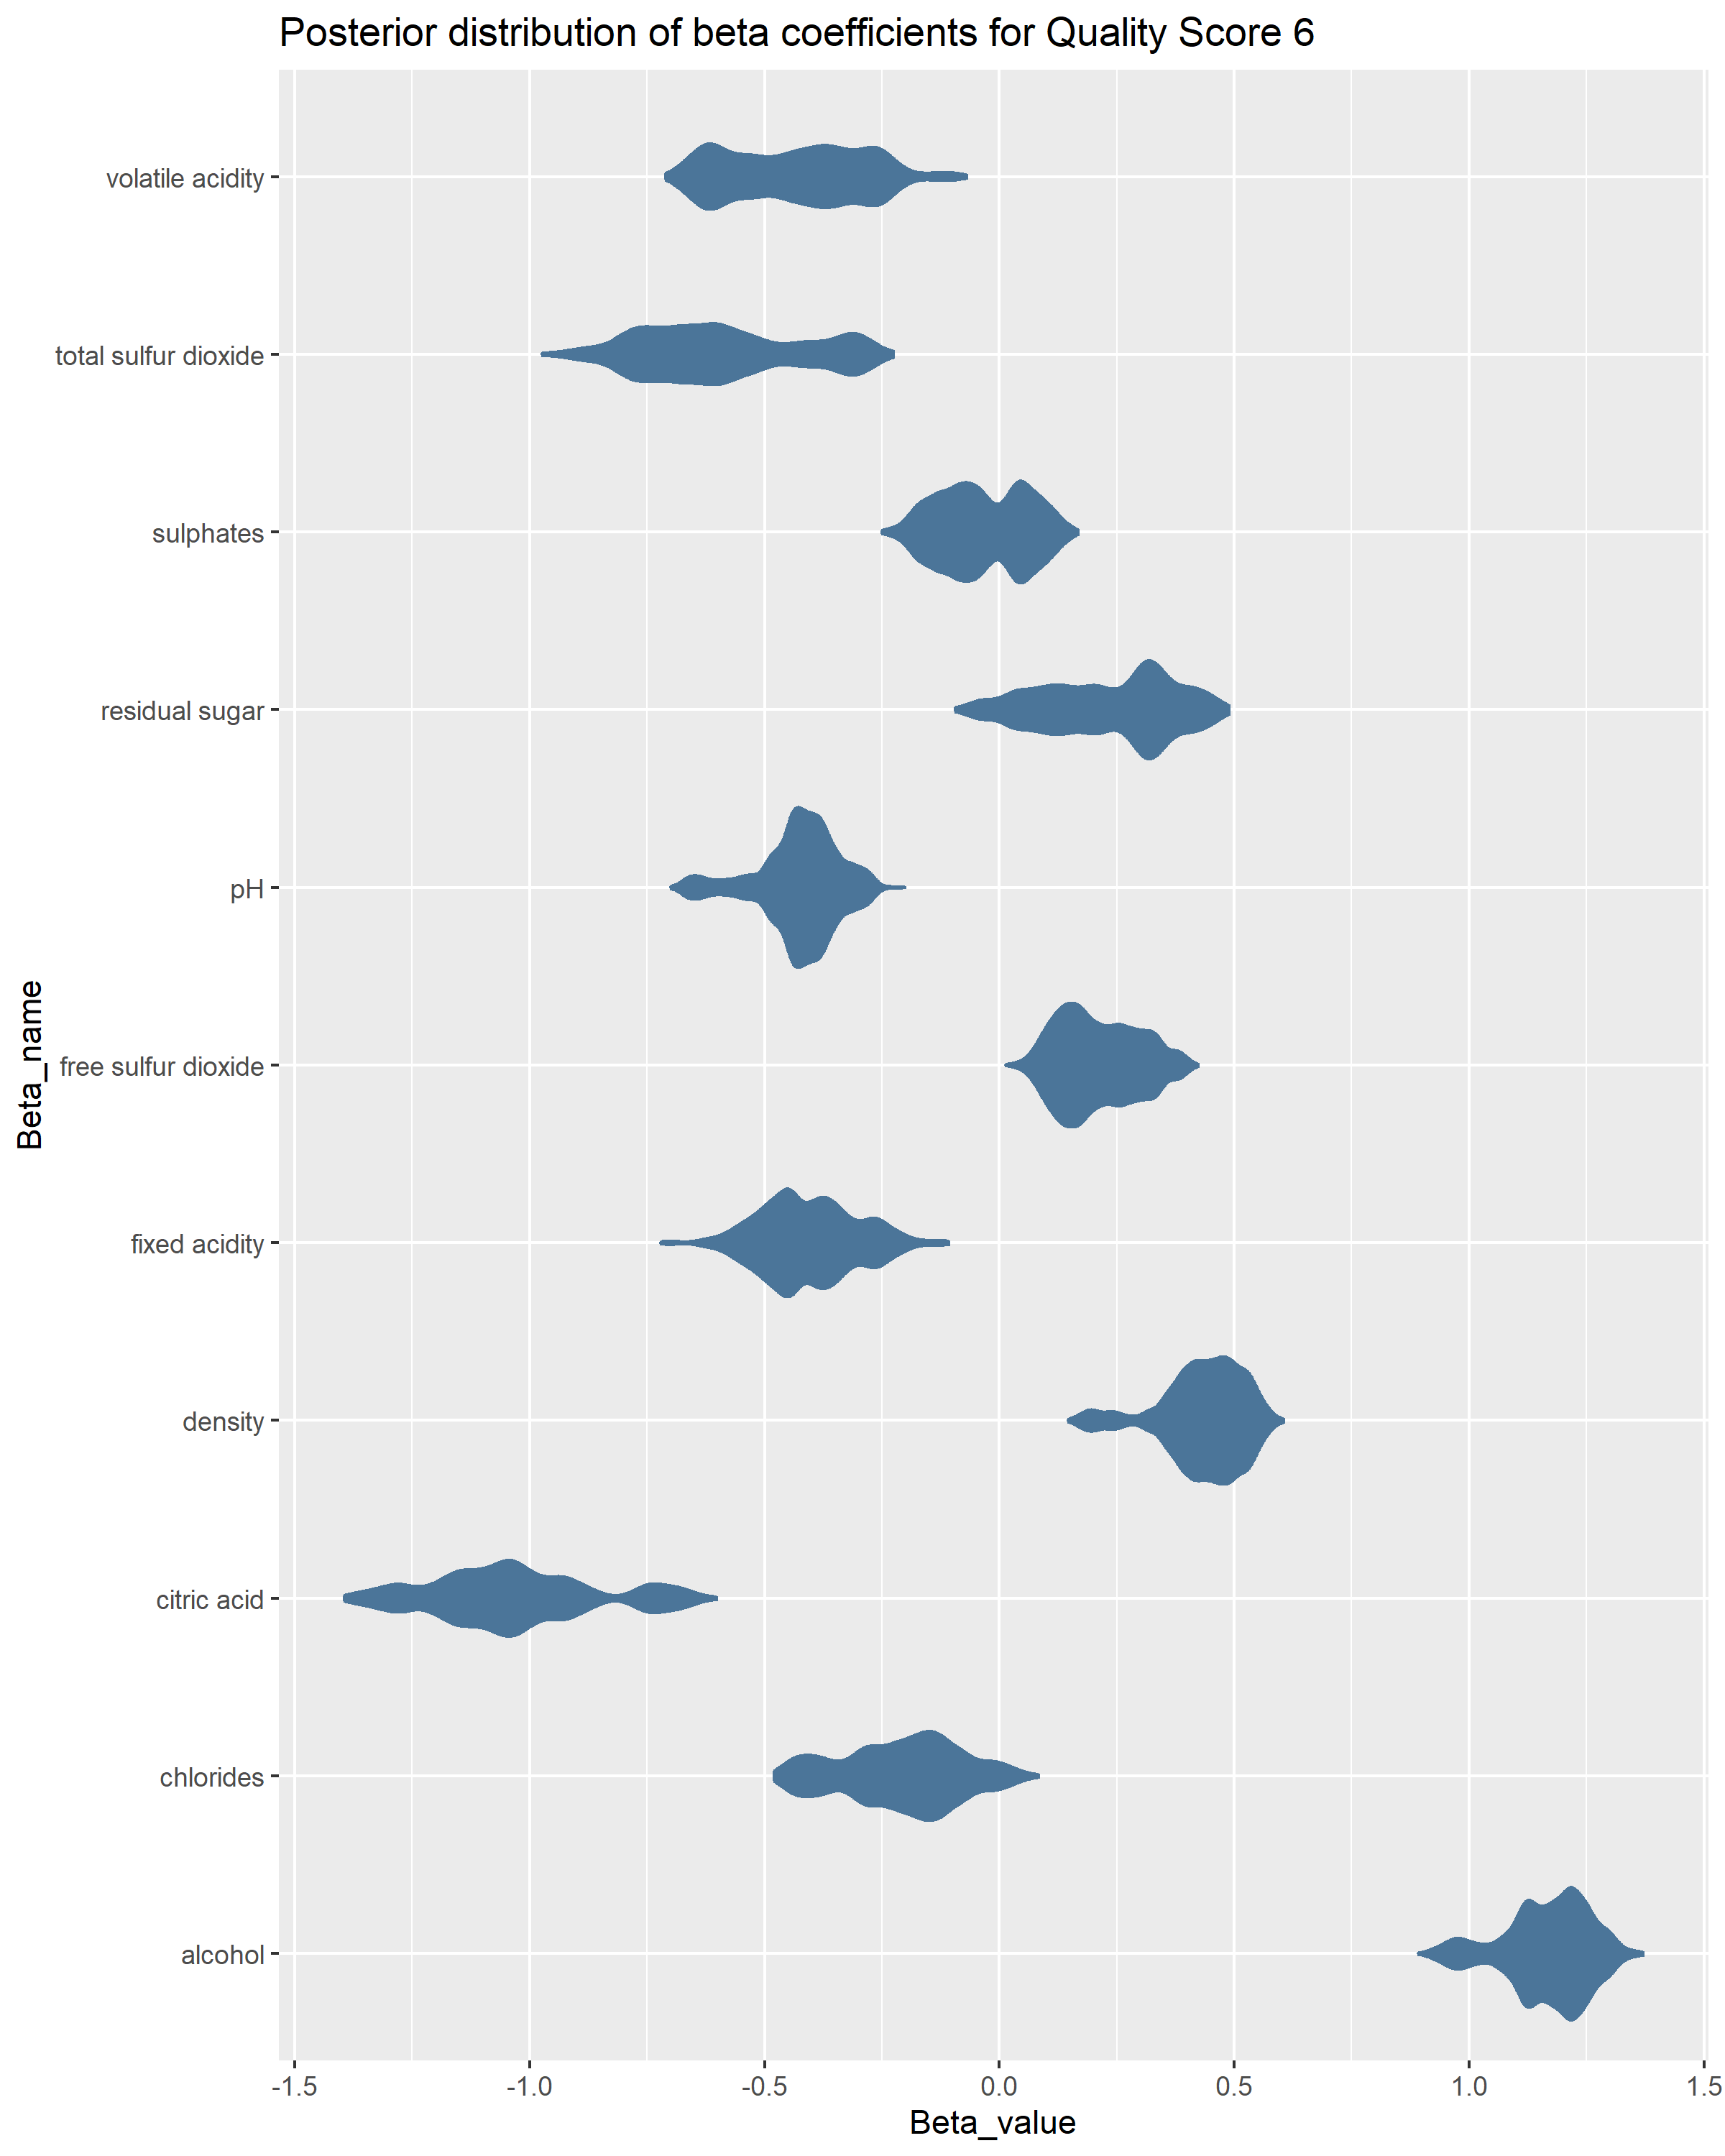 Posterior distribution of beta coefficients for Quality Score 6
volatile acidity
total sulfur dioxide
sulphates
residual sugar
pH
free sulfur dioxide
fixed acidity
density
citric acid
chlorides
alcohol
Beta_name
-1.5 -1.0 -0.5 0.0 0.5 1.0 1.5
Beta_value